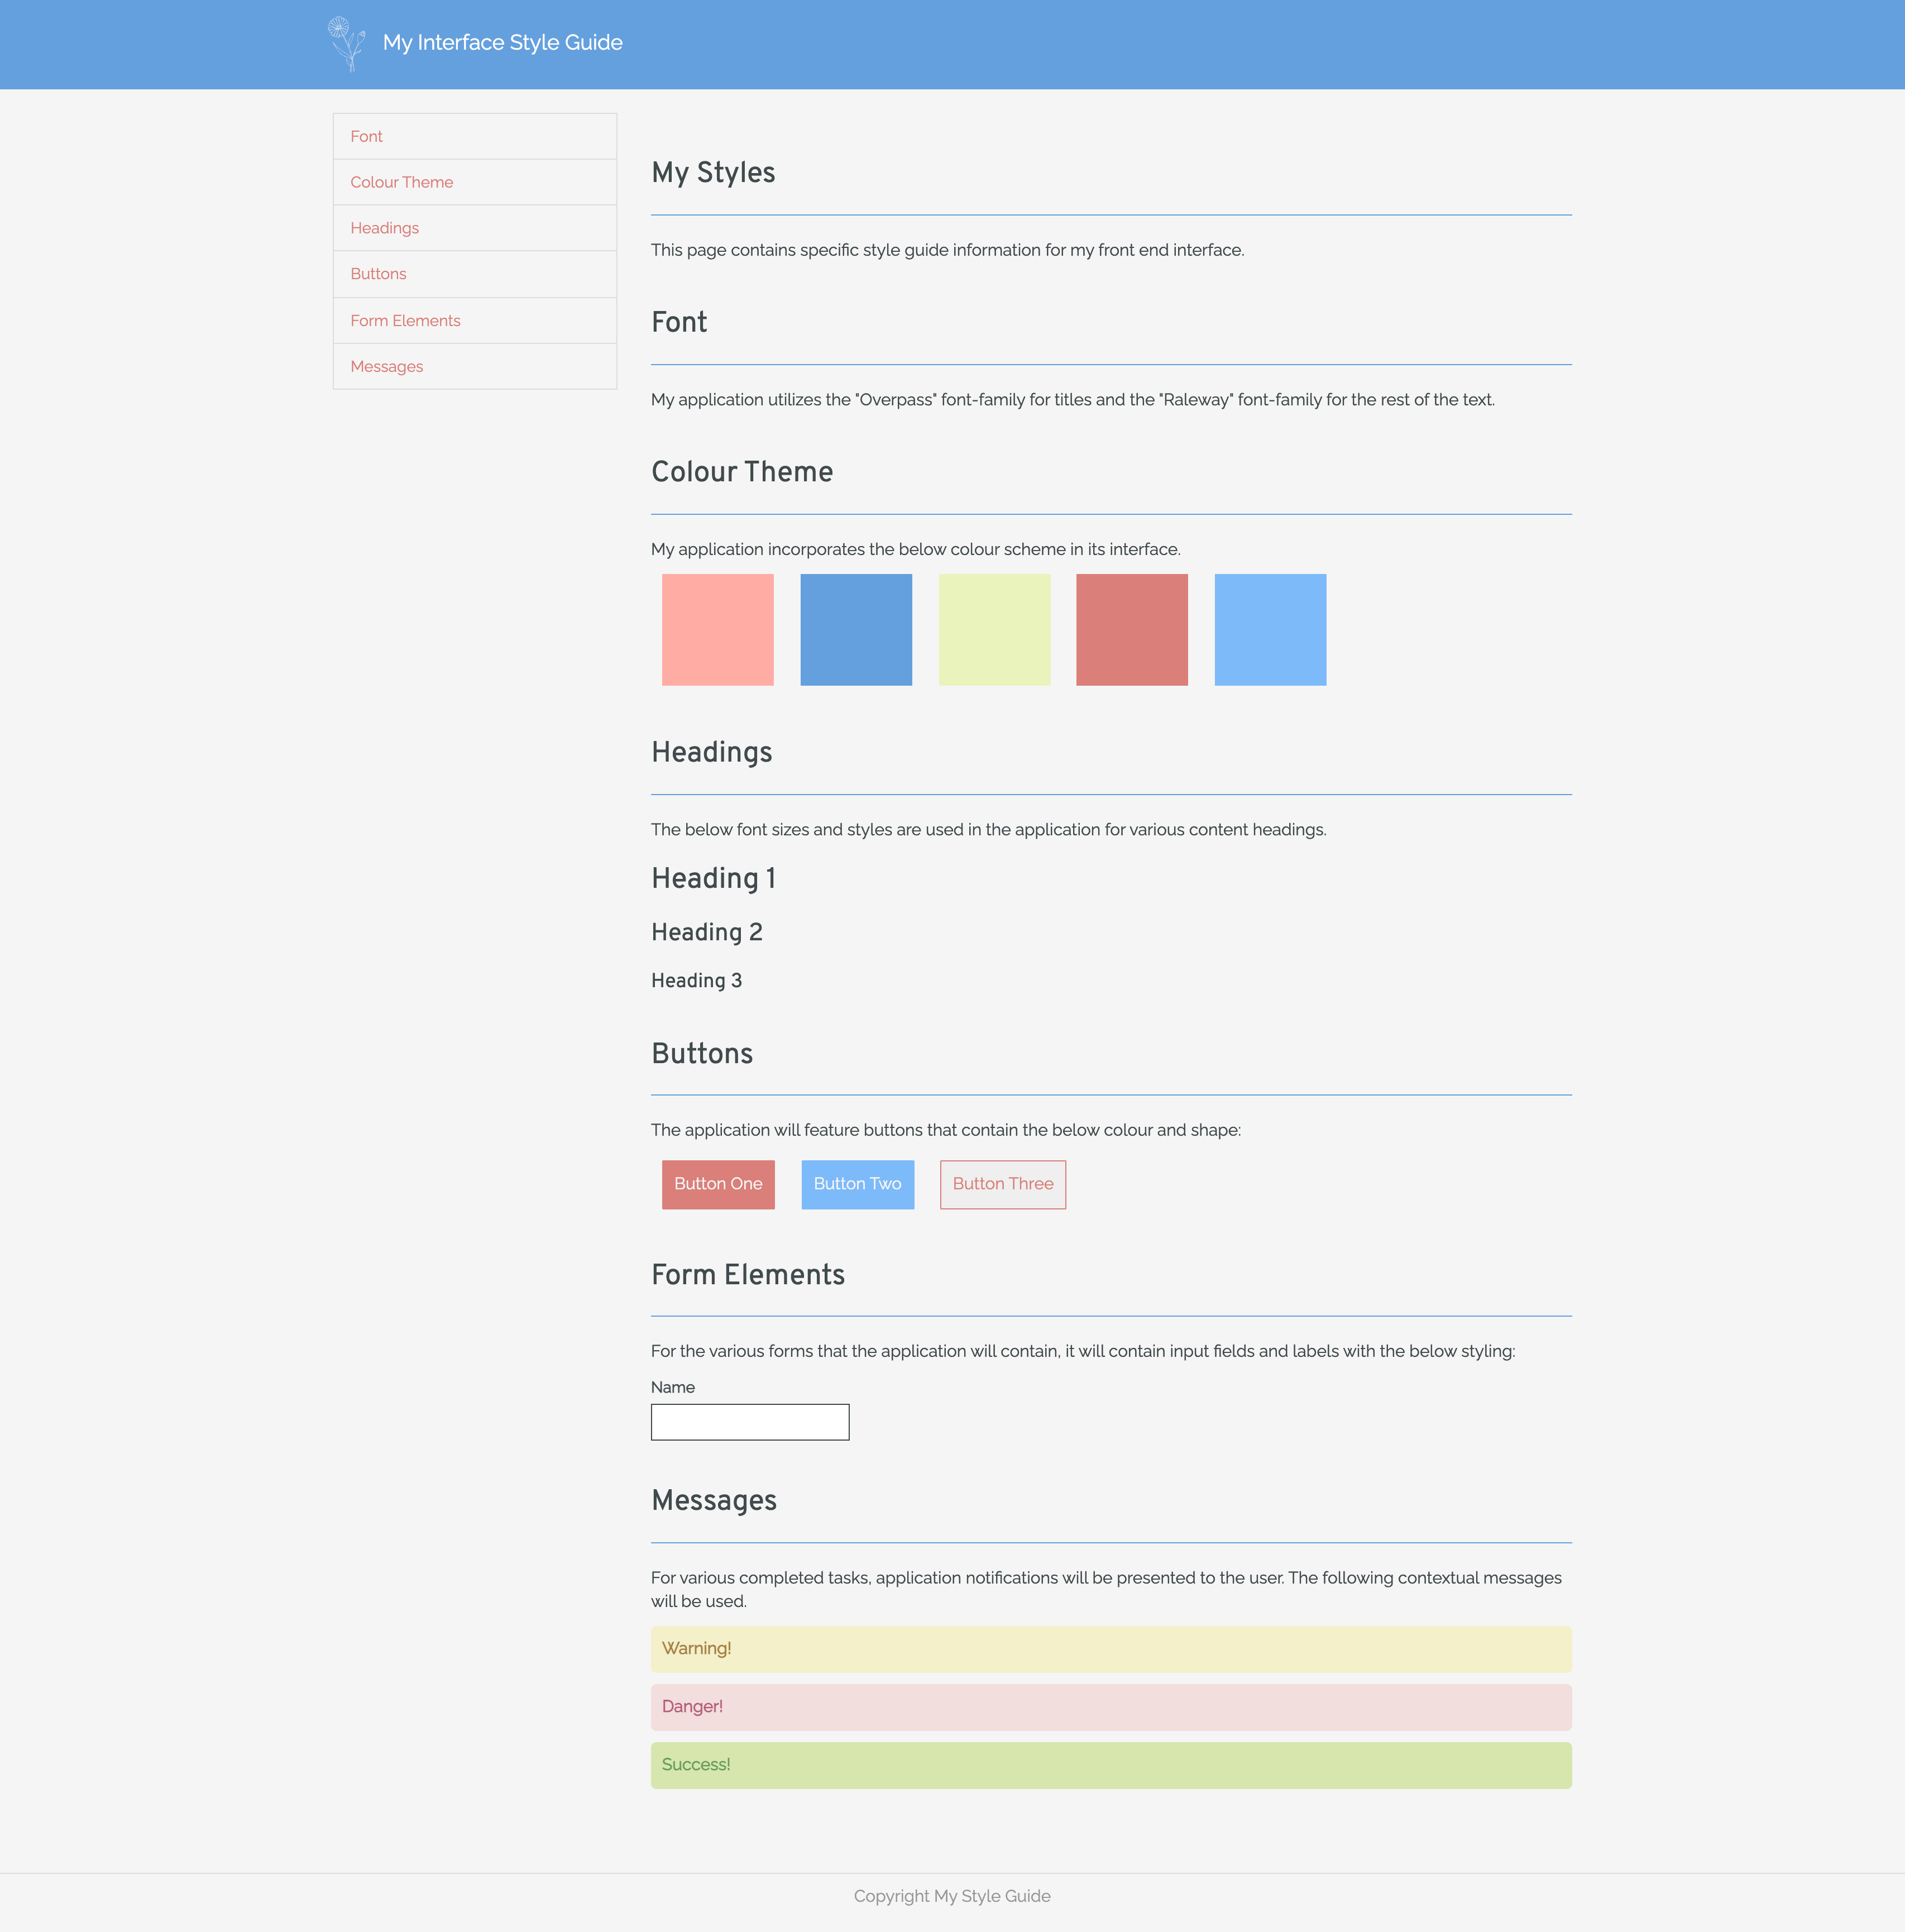 My Interface Style Guide
Font
Colour Theme
Headings
Buttons
Form Elements
Messages
My Styles
This page contains specific style guide information for my front end interface.
Font
My application utilizes the "Overpass" font-family for titles and the "Raleway" font-family for the rest of the text.
Colour Theme
My application incorporates the below colour scheme in its interface.
Headings
The below font sizes and styles are used in the application for various content headings.
Heading 1
Heading 2
Heading 3
Buttons
The application will feature buttons that contain the below colour and shape:
Button One Button Two Button Three
Form Elements
For the various forms that the application will contain, it will contain input fields and labels with the below styling:
Name
Messages
For various completed tasks, application notifications will be presented to the user. The following contextual messages
will be used.
Warning!
Danger!
Success!
Copyright My Style Guide